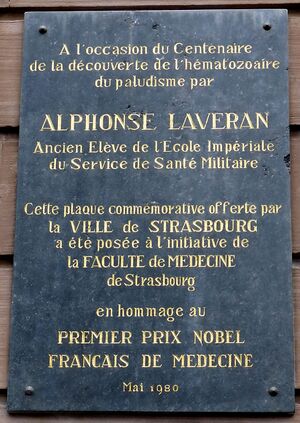 A l'occasion du Centenaire
de la découverte de l'hématozoaire
du paludisme par
ALPHONSE LAVERAN
Ancien Elève de l'Ecole Impériale
du Service de Santé Militaire
Cette plaque commémorative offerte par
la VILLE de STRASBOURG
a été posée à l'initiative de
la FACULTE de MEDECINE
de Strasbourg
en hommage au
PREMIER PRIX NOBEL
FRANCAIS DE MEDECINE
Mai 1980